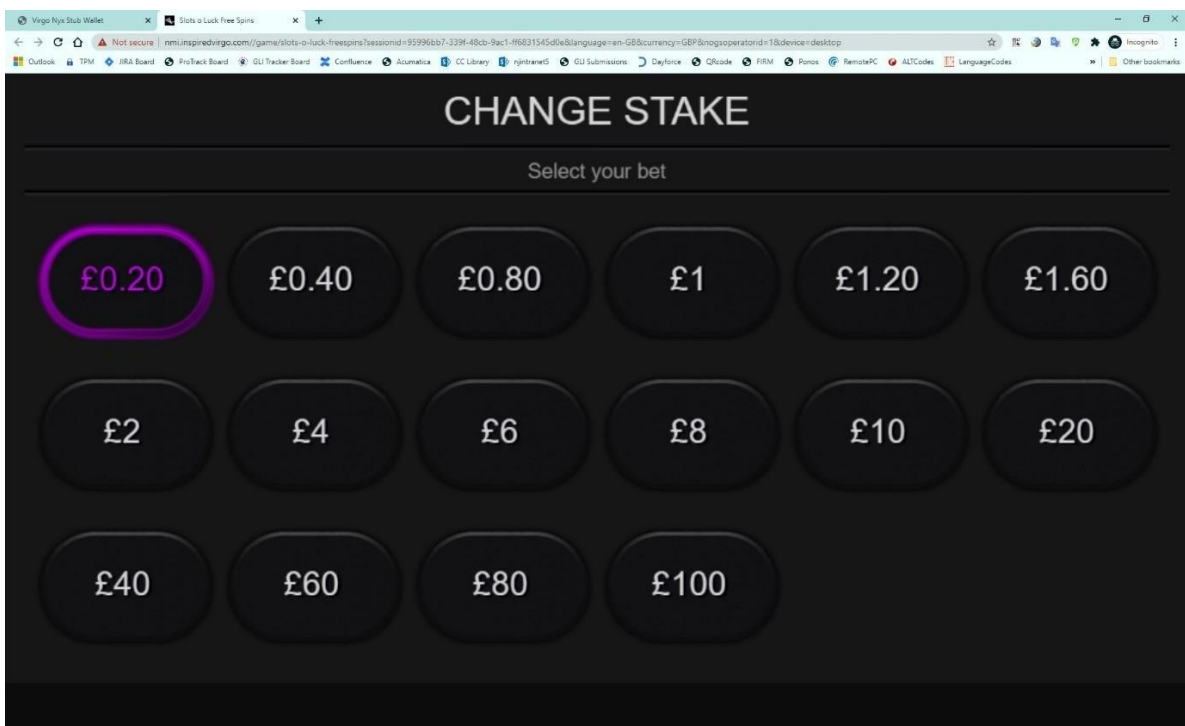 Virgo Nyx Stub Wallet Slots o Luck Free Spins
Not secure nmi.inspiredvirgo.com//game/slots-o-luck-freespins?sessionid=95996bb7-339f-48cb-9ac1-ff6831545d0e&language=en-GB&currency=GBP&nogsoperatorid=1&device=desktop Incognito
Outlook TPM JIRA Board ProTrack Board GLI Tracker Board Confluence Acumatica CC Library njintranet5 GLI Submissions Dayforce QRcode FIRM Ponos RemotePC ALTCodes LanguageCodes » Other bookmarks
CHANGE STAKE
Select your bet
£0.20 £0.40 £0.80 £1 £1.20 £1.60
£2 £4 £6 £8 £10 £20
£40 £60 £80 £100